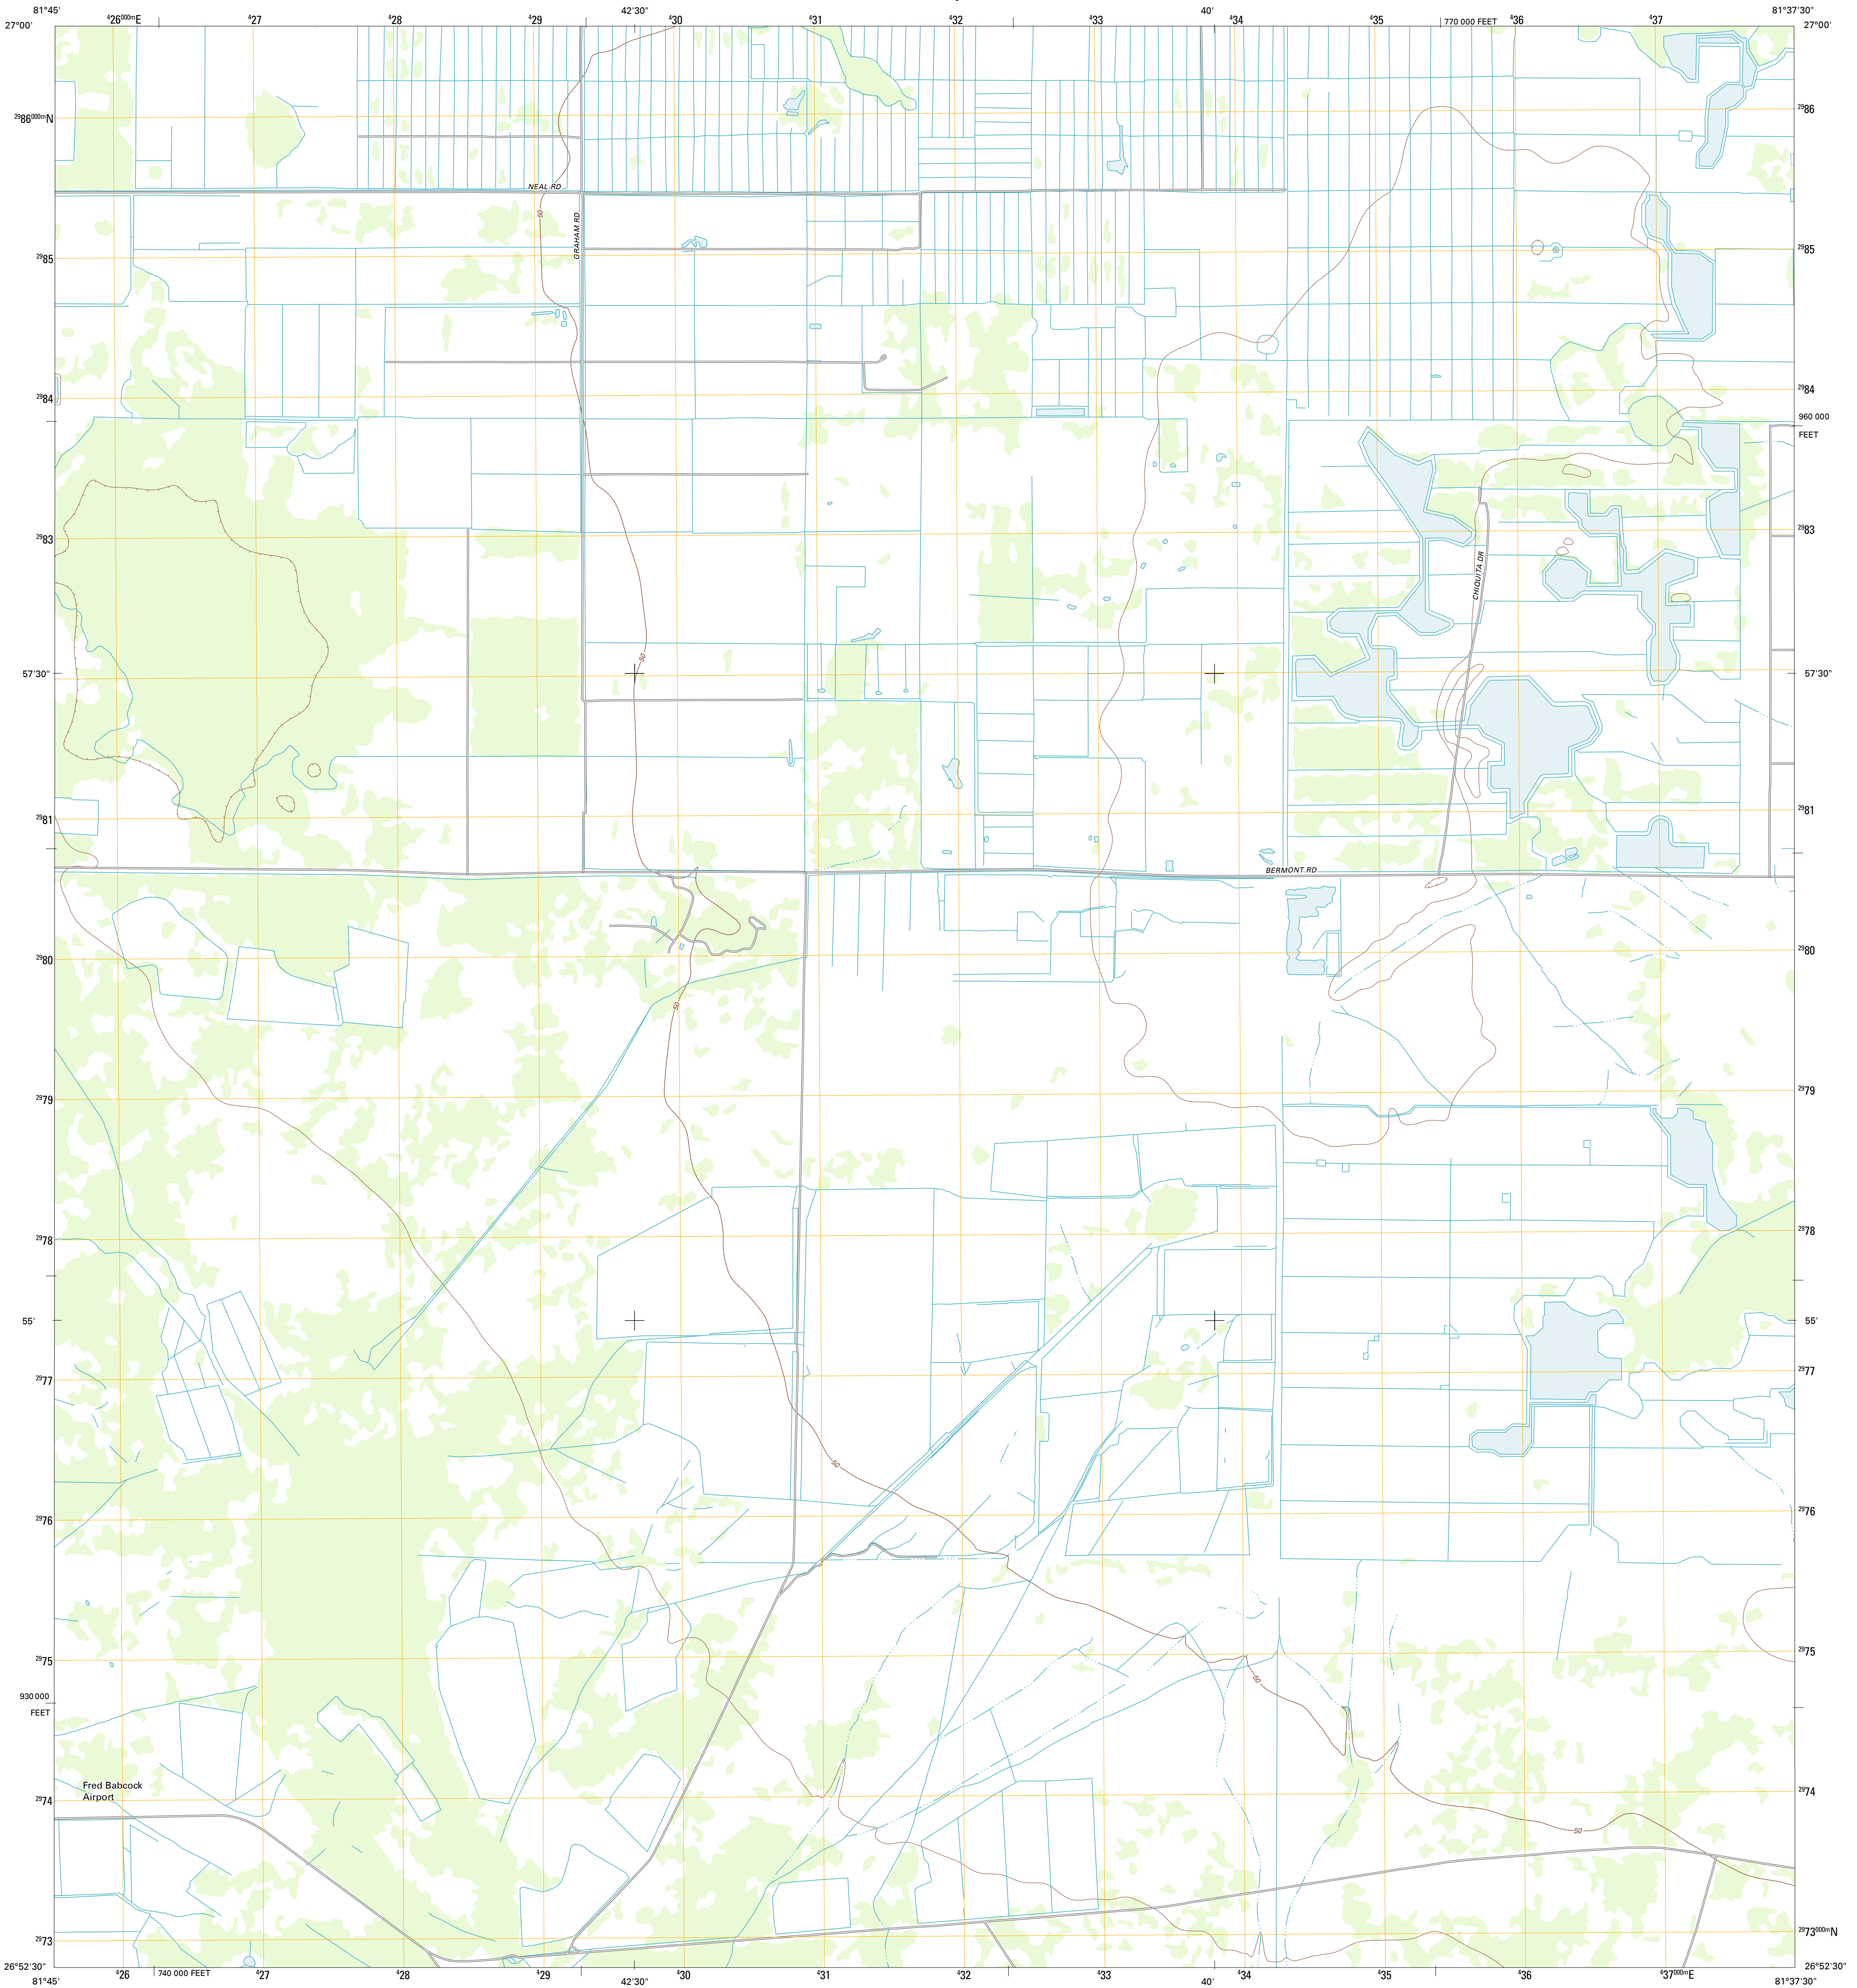 81°45' ⁴26⁰⁰⁰ᵐE ⁴27 ⁴28 ⁴29 42'30" ⁴30 ⁴31 ⁴32 ⁴33 40' ⁴34 ⁴35 770 000 FEET ⁴36 ⁴37 81°37'30"
27°00' 27°00'
²⁹86⁰⁰⁰ᵐN ²⁹86
NEAL RD
50
GRAHAM RD
²⁹85 ²⁹85
²⁹84 ²⁹84
960 000
FEET
²⁹83 ²⁹83
CHIQUITA DR
50
57'30" 57'30"
²⁹81 ²⁹81
BERMONT RD
²⁹80 ²⁹80
50
²⁹79 ²⁹79
²⁹78 ²⁹78
55' 55'
²⁹77 ²⁹77
50
²⁹76 ²⁹76
²⁹75 ²⁹75
50
930 000
FEET
Fred Babcock
Airport
²⁹74 ²⁹74
50
²⁹73 ²⁹73⁰⁰⁰ᵐN
26°52'30" 26°52'30"
81°45' ⁴26 740 000 FEET ⁴27 ⁴28 ⁴29 42'30" ⁴30 ⁴31 ⁴32 ⁴33 40' ⁴34 ⁴35 ⁴36 ⁴37⁰⁰⁰ᵐE 81°37'30"